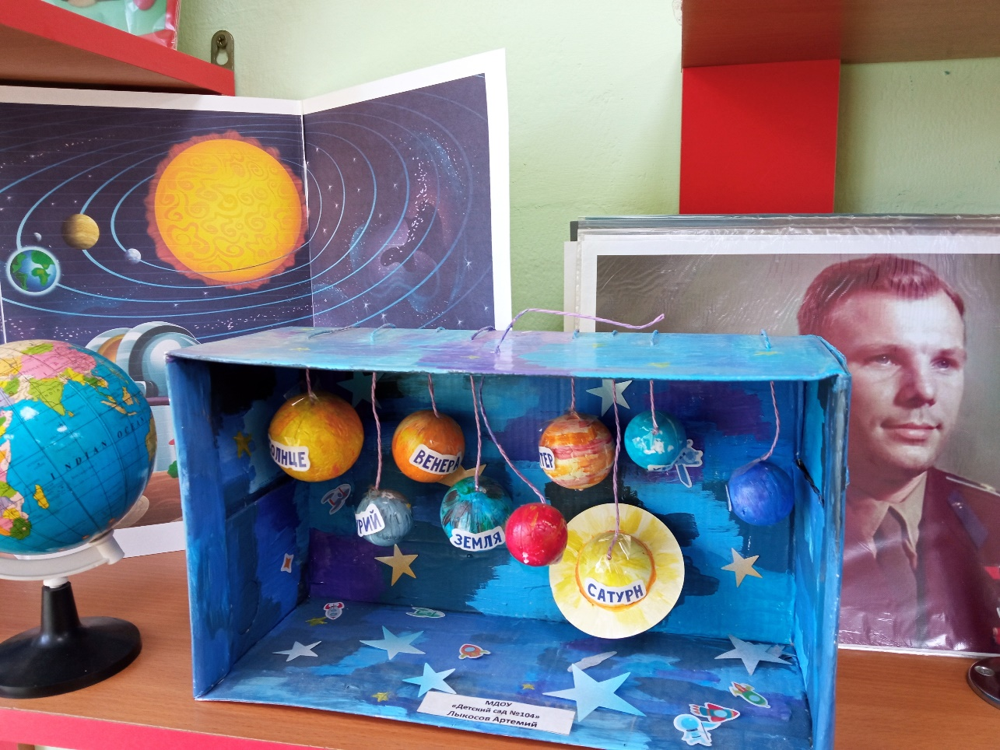 ОЛНЦЕ
ВЕНЕРА
ТЕР
РИЙ
ЗЕМЛЯ
САТУРН
INDIAN OCEAN
МДОУ
«Детский сад №104»
Лыкосов Артемий